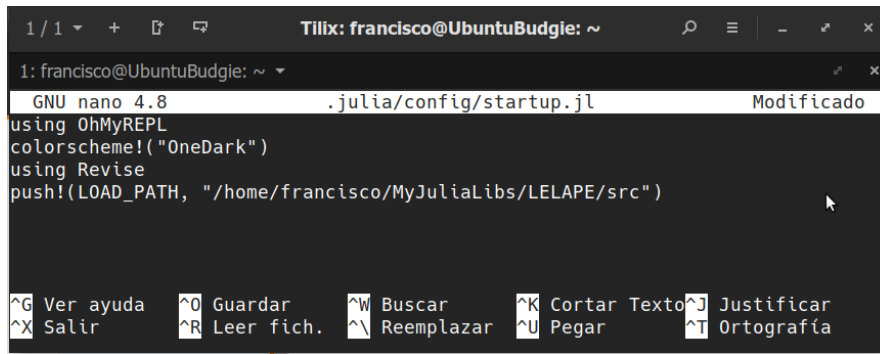 1 / 1 Tilix: francisco@UbuntuBudgie: ~
1: francisco@UbuntuBudgie: ~
GNU nano 4.8 .julia/config/startup.jl Modificado
using OhMyREPL
colorscheme!("OneDark")
using Revise
push!(LOAD_PATH, "/home/francisco/MyJuliaLibs/LELAPE/src")
^G Ver ayuda ^O Guardar ^W Buscar ^K Cortar Texto ^J Justificar
^X Salir ^R Leer fich. ^\ Reemplazar ^U Pegar ^T Ortografía